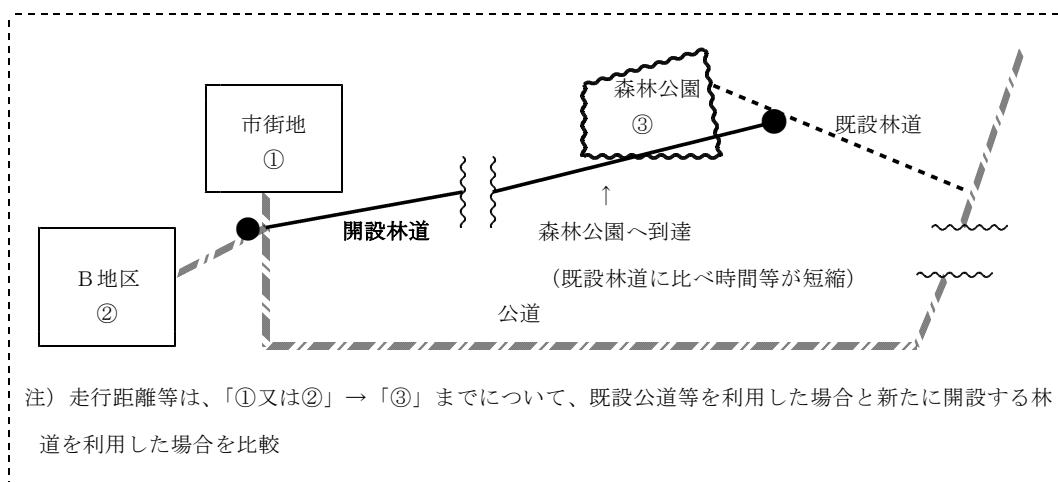 森林公園
③
既設林道
市街地
①
↑
開設林道
森林公園へ到達
（既設林道に比べ時間等が短縮）
B地区
②
公道
注）走行距離等は、「①又は②」→「③」までについて、既設公道等を利用した場合と新たに開設する林
道を利用した場合を比較